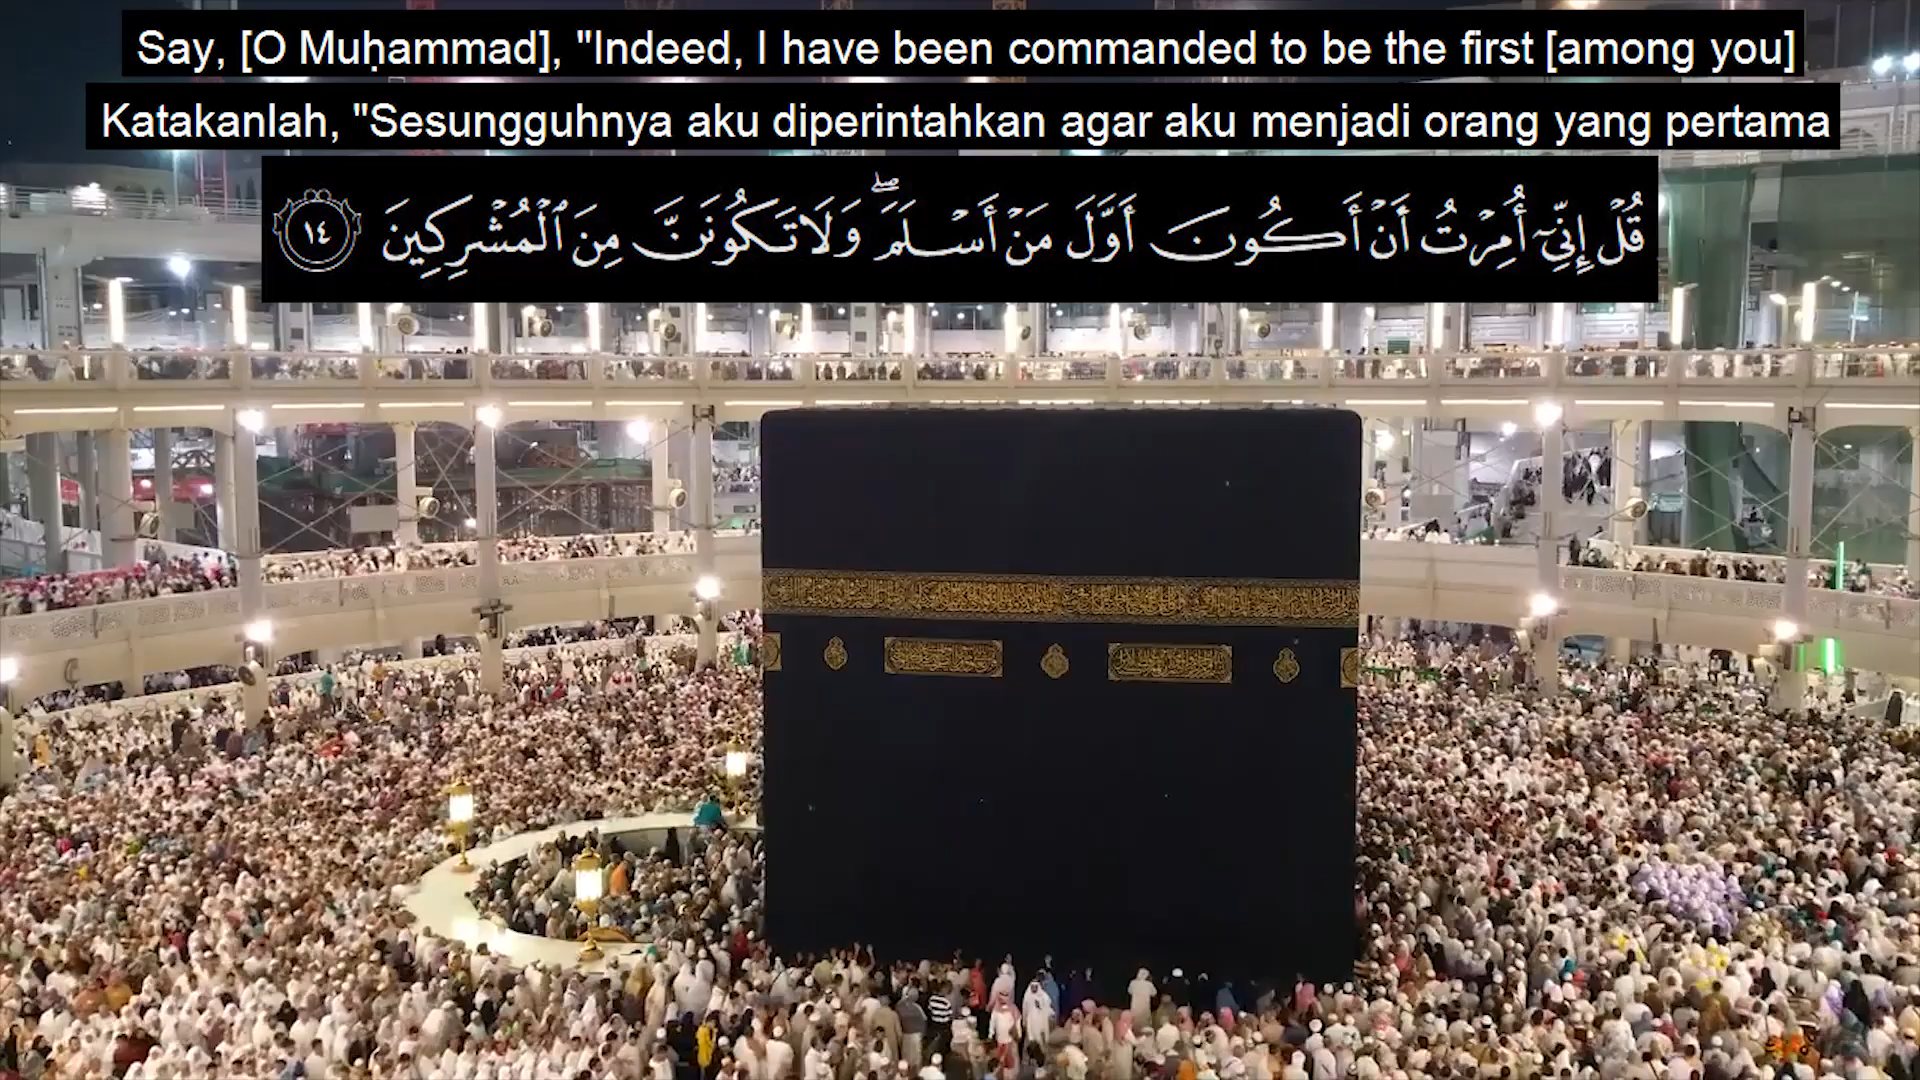 Say, [O Muḥammad], "Indeed, I have been commanded to be the first [among you]
Katakanlah, "Sesungguhnya aku diperintahkan agar aku menjadi orang yang pertama
قُلْ إِنِّىٓ أُمِرْتُ أَنْ أَكُونَ أَوَّلَ مَنْ أَسْلَمَ ۖ وَلَا تَكُونَنَّ مِنَ ٱلْمُشْرِكِينَ ١٤